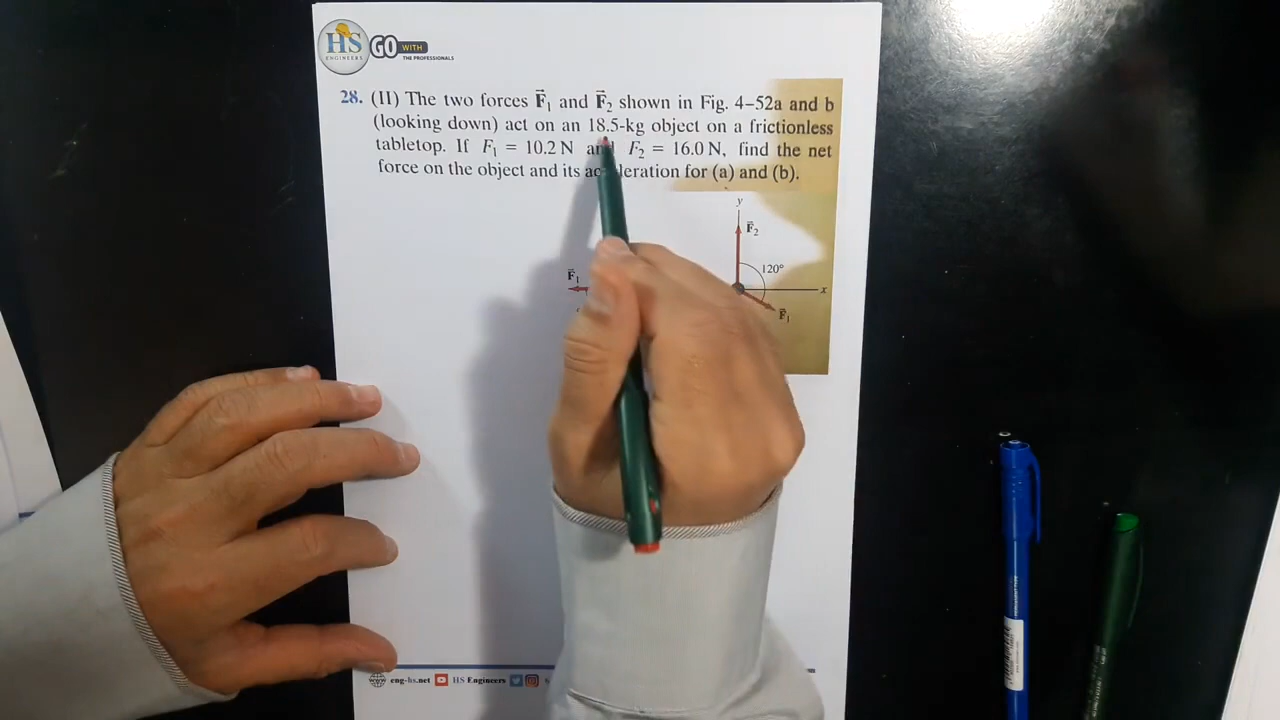 HS
ENGINEERS
GO WITH
THE PROFESSIONALS
28. (II) The two forces F⃗₁ and F⃗₂ shown in Fig. 4–52a and b
(looking down) act on an 18.5-kg object on a frictionless
tabletop. If F₁ = 10.2 N and F₂ = 16.0 N, find the net
force on the object and its acceleration for (a) and (b).
y
F⃗₂
120°
F⃗₁
x
F⃗₁
www eng-hs.net HS Engineers